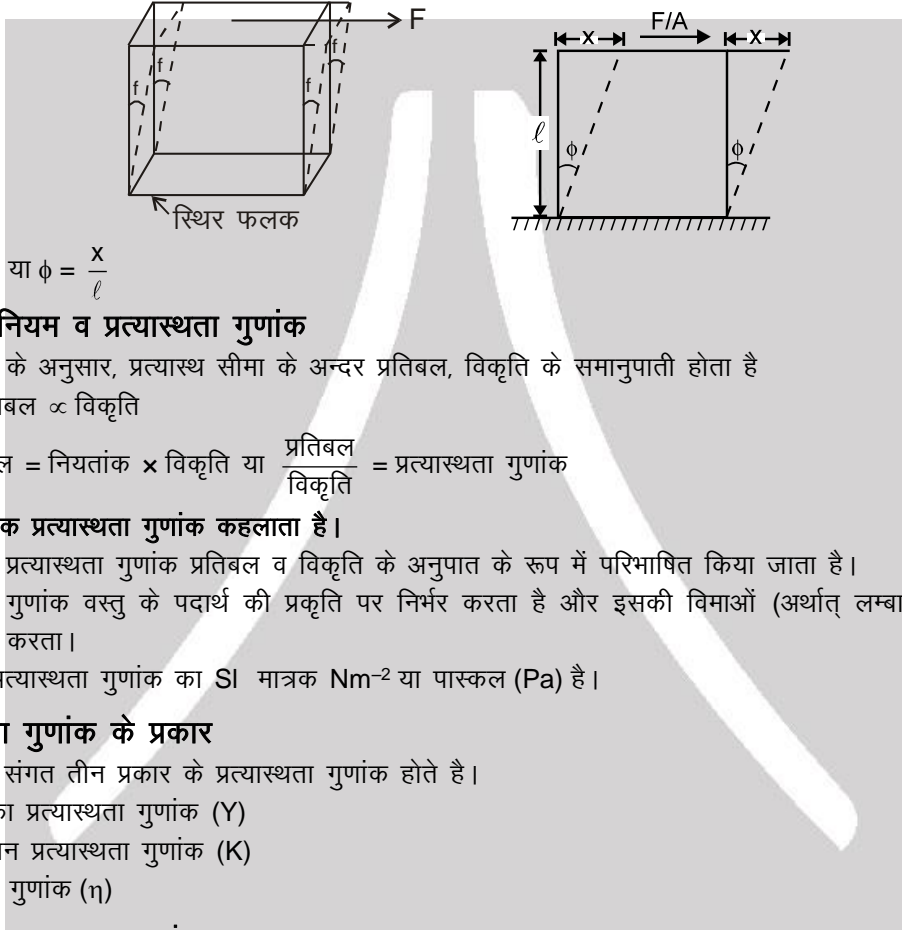 F
f f f f
स्थिर फलक
x F/A x
ℓ φ φ
या φ = x/ℓ
नियम व प्रत्यास्थता गुणांक
के अनुसार, प्रत्यास्थ सीमा के अन्दर प्रतिबल, विकृति के समानुपाती होता है
बल ∝ विकृति
= नियतांक × विकृति या प्रतिबल/विकृति = प्रत्यास्थता गुणांक
क प्रत्यास्थता गुणांक कहलाता है।
प्रत्यास्थता गुणांक प्रतिबल व विकृति के अनुपात के रूप में परिभाषित किया जाता है।
गुणांक वस्तु के पदार्थ की प्रकृति पर निर्भर करता है और इसकी विमाओं (अर्थात् लम्बा
करता।
प्रत्यास्थता गुणांक का SI मात्रक Nm⁻² या पास्कल (Pa) है।
गुणांक के प्रकार
संगत तीन प्रकार के प्रत्यास्थता गुणांक होते है।
का प्रत्यास्थता गुणांक (Y)
न प्रत्यास्थता गुणांक (K)
गुणांक (η)